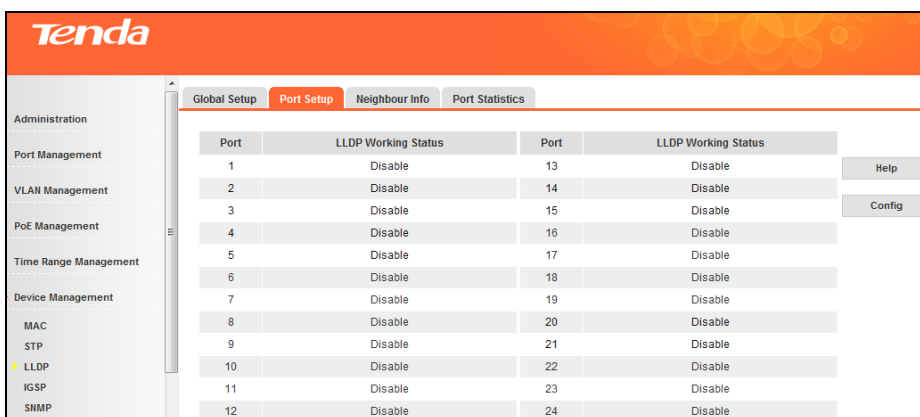 Tenda
Administration
Port Management
VLAN Management
PoE Management
Time Range Management
Device Management
MAC
STP
LLDP
IGSP
SNMP
Global Setup Port Setup Neighbour Info Port Statistics
Port LLDP Working Status Port LLDP Working Status
1 Disable 13 Disable
2 Disable 14 Disable
3 Disable 15 Disable
4 Disable 16 Disable
5 Disable 17 Disable
6 Disable 18 Disable
7 Disable 19 Disable
8 Disable 20 Disable
9 Disable 21 Disable
10 Disable 22 Disable
11 Disable 23 Disable
12 Disable 24 Disable
Help
Config